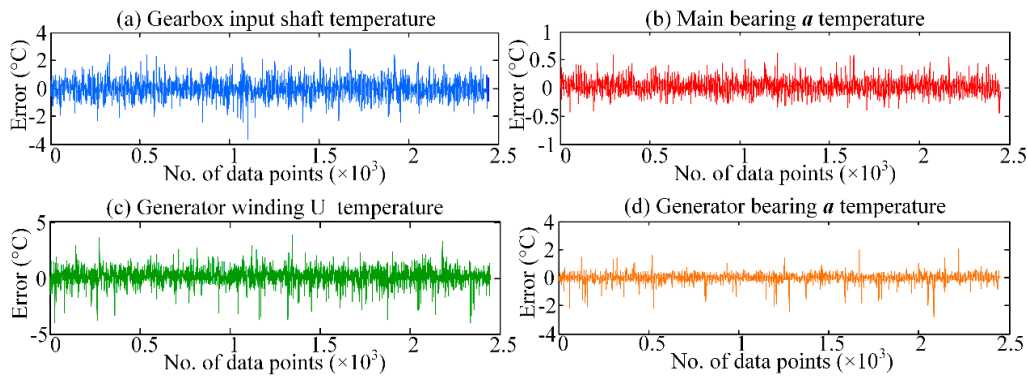 (a) Gearbox input shaft temperature
Error (°C)
4
2
0
-2
-4
0 0.5 1 1.5 2 2.5
No. of data points (×10³)
(b) Main bearing a temperature
Error (°C)
1
0.5
0
-0.5
-1
0 0.5 1 1.5 2 2.5
No. of data points (×10³)
(c) Generator winding U temperature
Error (°C)
5
0
-5
0 0.5 1 1.5 2 2.5
No. of data points (×10³)
(d) Generator bearing a temperature
Error (°C)
4
2
0
-2
-4
0 0.5 1 1.5 2 2.5
No. of data points (×10³)